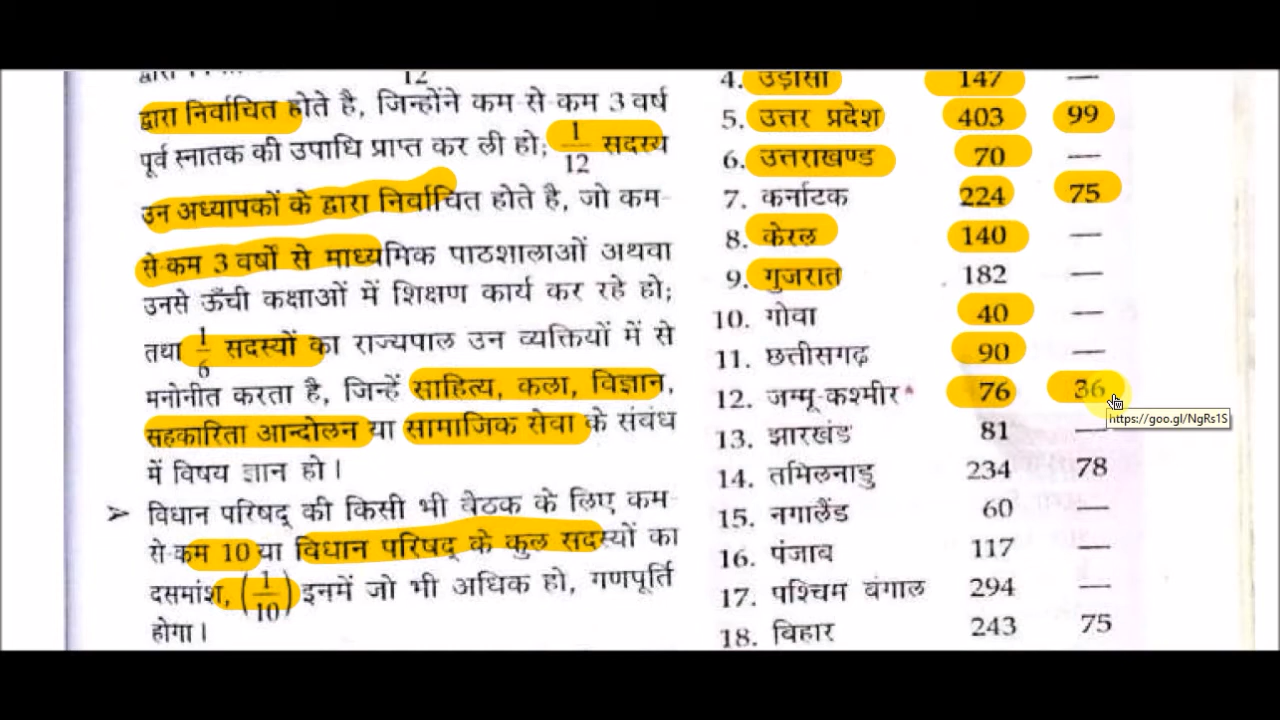 12
द्वारा निर्वाचित होते है, जिन्होंने कम से कम 3 वर्ष
पूर्व स्नातक की उपाधि प्राप्त कर ली हो; 1/12 सदस्य
उन अध्यापकों के द्वारा निर्वाचित होते है, जो कम-
से-कम 3 वर्षों से माध्यमिक पाठशालाओं अथवा
उनसे ऊँची कक्षाओं में शिक्षण कार्य कर रहे हो;
तथा 1/6 सदस्यों का राज्यपाल उन व्यक्तियों में से
मनोनीत करता है, जिन्हें साहित्य, कला, विज्ञान,
सहकारिता आन्दोलन या सामाजिक सेवा के संबंध
में विषय ज्ञान हो।
➢ विधान परिषद् की किसी भी बैठक के लिए कम-
से-कम 10 या विधान परिषद् के कुल सदस्यों का
दसमांश, (1/10) इनमें जो भी अधिक हो, गणपूर्ति
होगा।
4. उड़ीसा 147 —
5. उत्तर प्रदेश 403 99
6. उत्तराखण्ड 70 —
7. कर्नाटक 224 75
8. केरल 140 —
9. गुजरात 182 —
10. गोवा 40 —
11. छत्तीसगढ़ 90 —
12. जम्मू-कश्मीर* 76 36
https://goo.gl/NgRs1S
13. झारखंड 81 —
14. तमिलनाडु 234 78
15. नगालैंड 60 —
16. पंजाब 117 —
17. पश्चिम बंगाल 294 —
18. बिहार 243 75